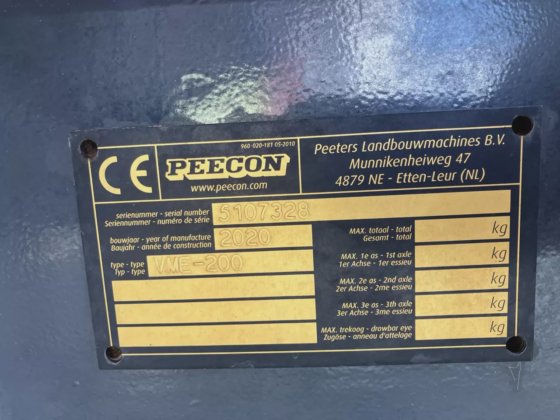 960 020-181 05-2010
CE
PEECON
www.peecon.com
Peeters Landbouwmachines B.V.
Munnikenheiweg 47
4879 NE - Etten-Leur (NL)
serienummer - serial number
Seriennummer - numéro de série
5107328
bouwjaar - year of manufacture
Baujahr - année de construction
2020
type - type
Typ - type
VME-200
MAX. totaal - total
Gesamt - total
kg
MAX. 1e as - 1st axle
1er Achse - 1er essieu
kg
MAX. 2e as - 2nd axle
2er Achse - 2me essieu
kg
MAX. 3e as - 3th axle
3er Achse - 3me essieu
kg
MAX. trekoog - drawbar eye
Zugöse - anneau d'attelage
kg